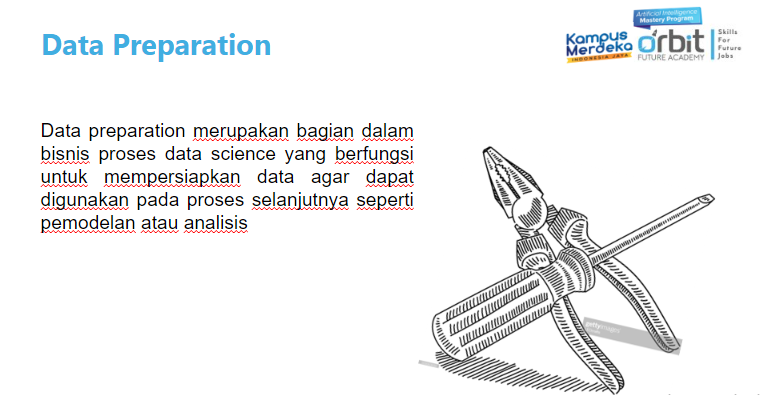 Data Preparation
Artificial Intelligence
Mastery Program
Kampus
Merdeka
INDONESIA JAYA
orbit
FUTURE ACADEMY
Skills
For
Future
Jobs
Data preparation merupakan bagian dalam
bisnis proses data science yang berfungsi
untuk mempersiapkan data agar dapat
digunakan pada proses selanjutnya seperti
pemodelan atau analisis
gettyimages